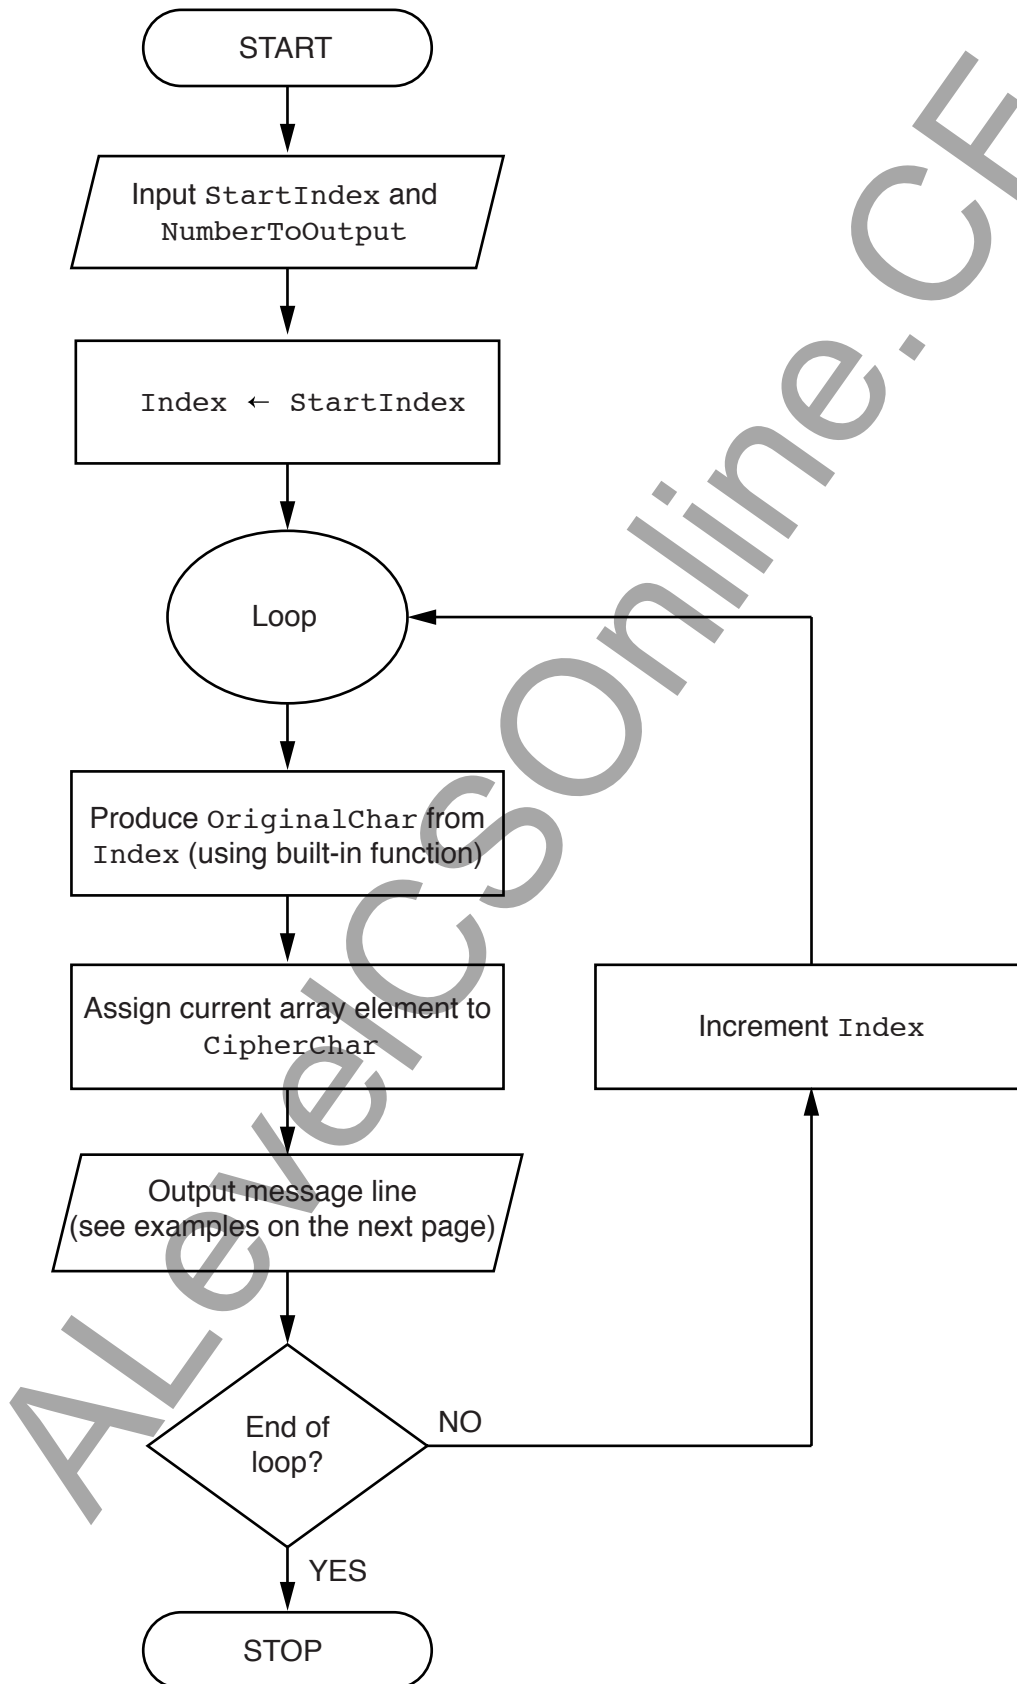 START
Input StartIndex and
NumberToOutput
Index ← StartIndex
Loop
Produce OriginalChar from
Index (using built-in function)
Assign current array element to
CipherChar
Increment Index
Output message line
(see examples on the next page)
End of
loop?
NO
YES
STOP
ALevelCSOnline.CF